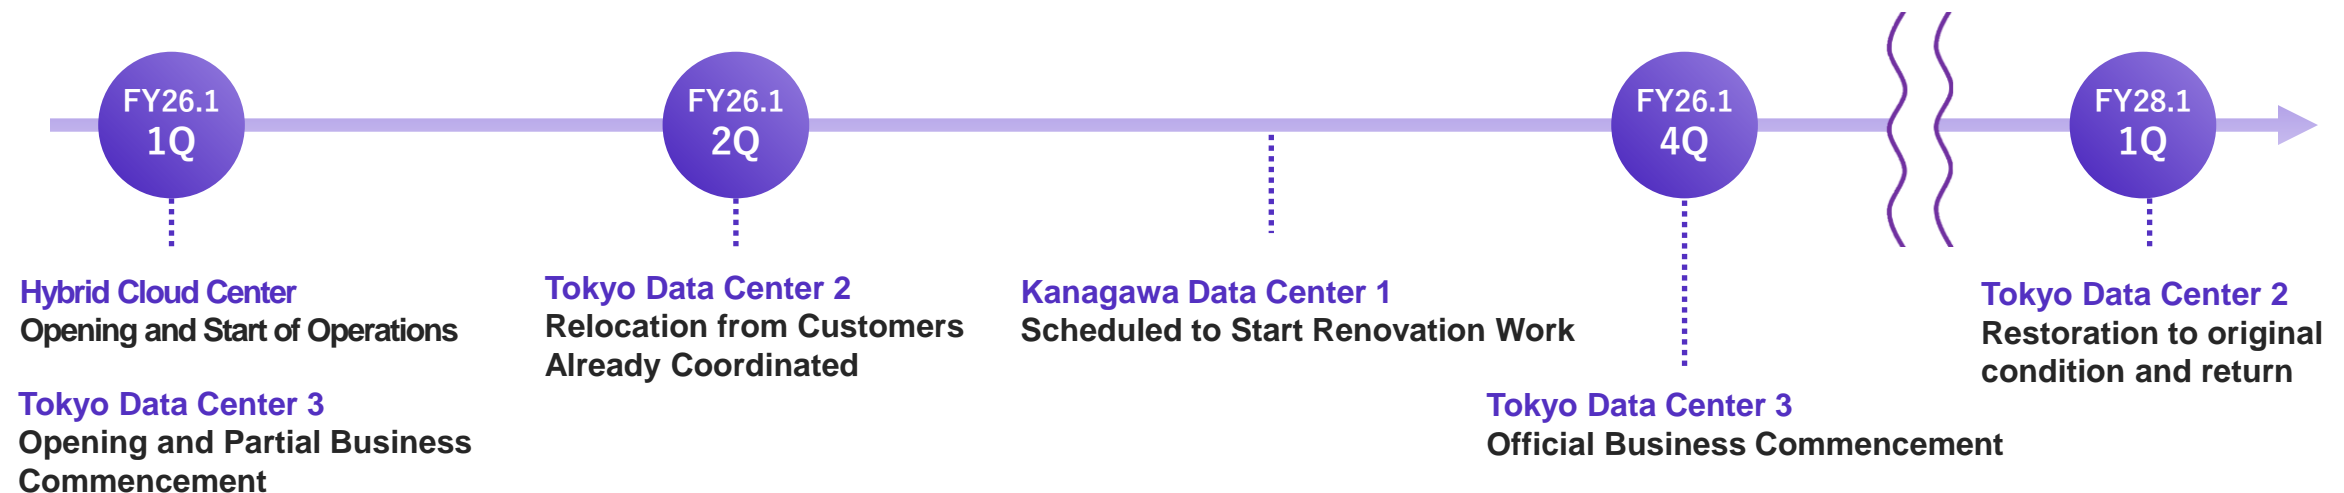 FY26.1
1Q
FY26.1
2Q
FY26.1
4Q
FY28.1
1Q
Hybrid Cloud Center
Opening and Start of Operations
Tokyo Data Center 3
Opening and Partial Business
Commencement
Tokyo Data Center 2
Relocation from Customers
Already Coordinated
Kanagawa Data Center 1
Scheduled to Start Renovation Work
Tokyo Data Center 3
Official Business Commencement
Tokyo Data Center 2
Restoration to original
condition and return